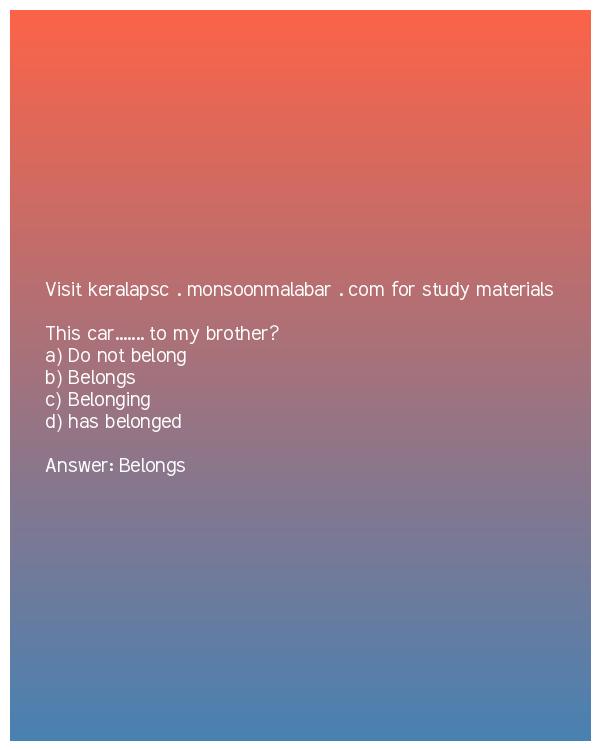 Visit keralapsc . monsoonmalabar . com for study materials
This car....... to my brother?
a) Do not belong
b) Belongs
c) Belonging
d) has belonged
Answer: Belongs